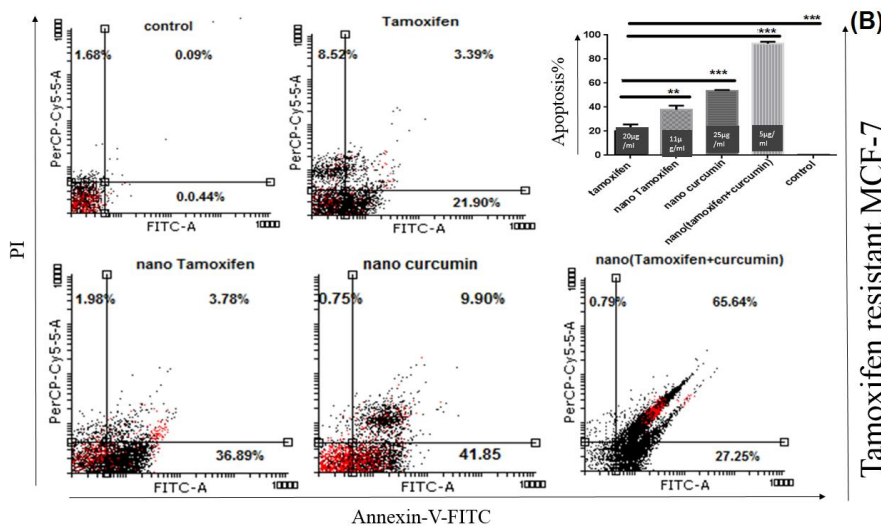 control
1.68%
0.09%
0.0.44%
PerCP-Cy5-5-A
FITC-A
Tamoxifen
8.52%
3.39%
21.90%
PerCP-Cy5-5-A
FITC-A
(B)
Apoptosis%
100
80
60
40
20
0
**
***
***
***
20µg
/ml
11µ
g/ml
25µg
/ml
5µg/
ml
tamoxifen
nano Tamoxifen
nano curcumin
nano(tamoxifen+curcumin)
control
PI
nano Tamoxifen
1.98%
3.78%
36.89%
PerCP-Cy5-5-A
FITC-A
nano curcumin
0.75%
9.90%
41.85
PerCP-Cy5-5-A
FITC-A
nano(Tamoxifen+curcumin)
0.79%
65.64%
27.25%
PerCP-Cy5-5-A
FITC-A
Annexin-V-FITC
Tamoxifen resistant MCF-7